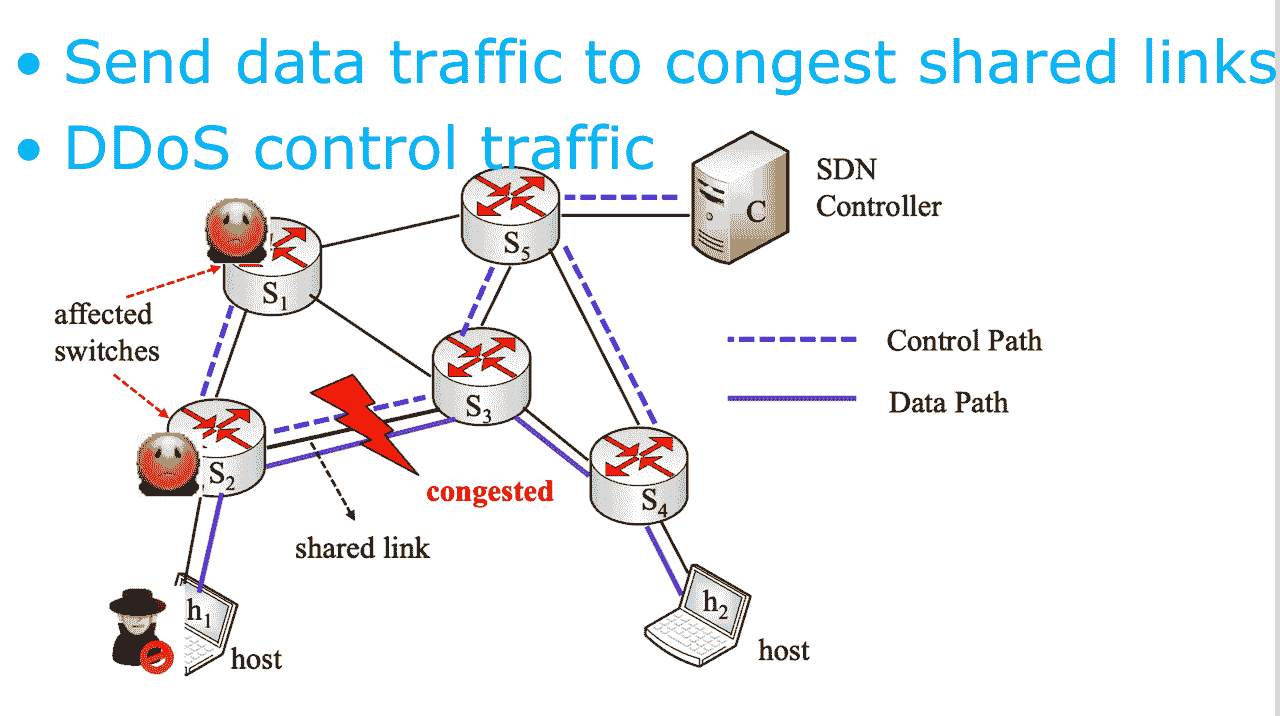 • Send data traffic to congest shared links
• DDoS control traffic
SDN
Controller
C
S5
S1
affected
switches
Control Path
Data Path
S3
S2
S4
congested
shared link
h1
host
h2
host